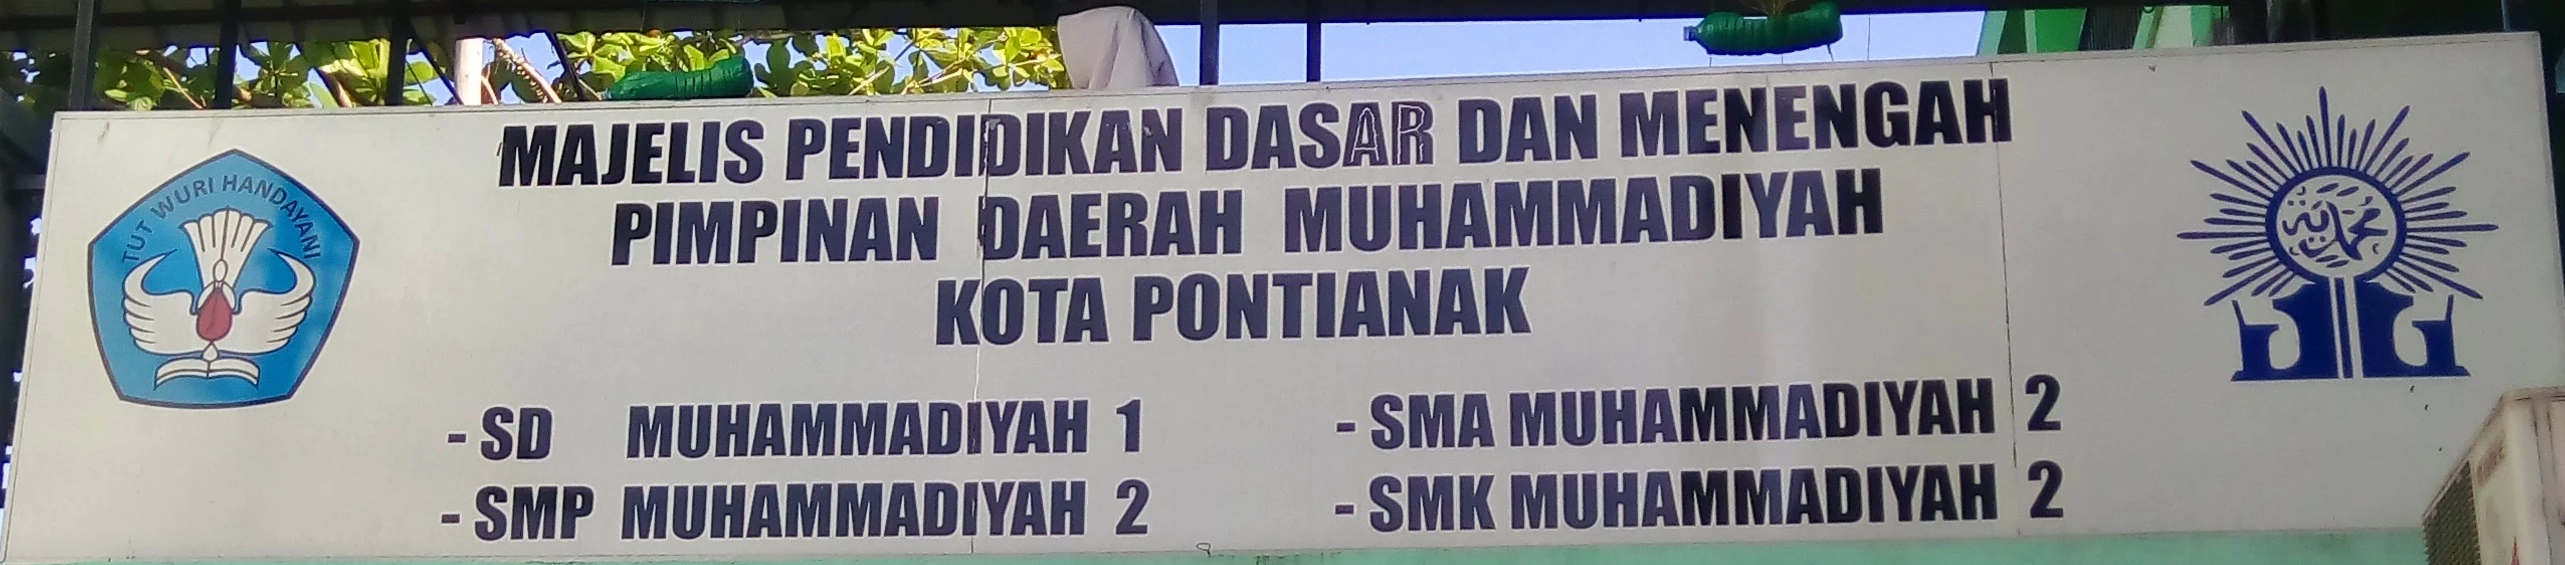 MAJELIS PENDIDIKAN DASAR DAN MENENGAH
PIMPINAN DAERAH MUHAMMADIYAH
KOTA PONTIANAK
TUT WURI HANDAYANI
محمدية
- SD MUHAMMADIYAH 1
- SMP MUHAMMADIYAH 2
- SMA MUHAMMADIYAH 2
- SMK MUHAMMADIYAH 2